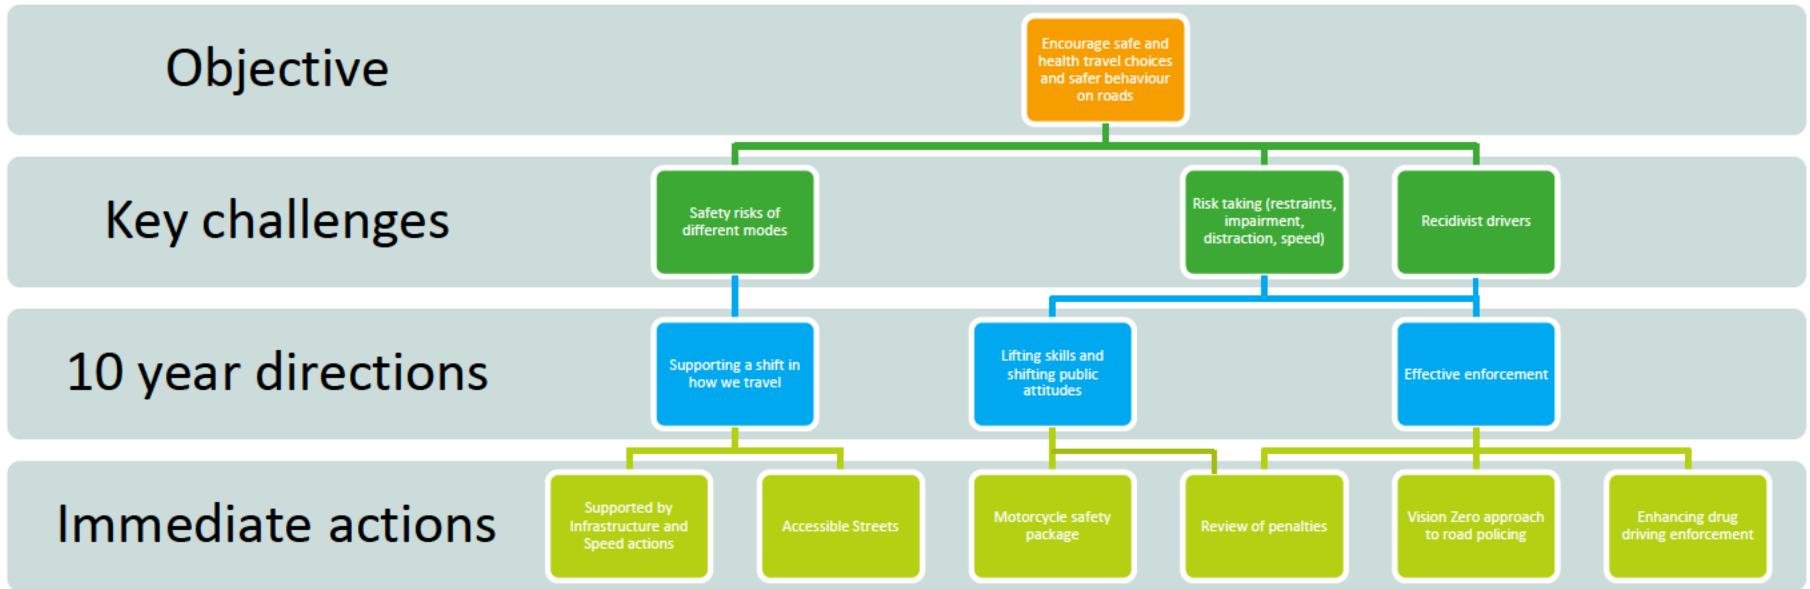 Objective
Encourage safe and
health travel choices
and safer behaviour
on roads
Key challenges
Safety risks of
different modes
Risk taking (restraints,
impairment,
distraction, speed)
Recidivist drivers
10 year directions
Supporting a shift in
how we travel
Lifting skills and
shifting public
attitudes
Effective enforcement
Immediate actions
Supported by
Infrastructure and
Speed actions
Accessible Streets
Motorcycle safety
package
Review of penalties
Vision Zero approach
to road policing
Enhancing drug
driving enforcement